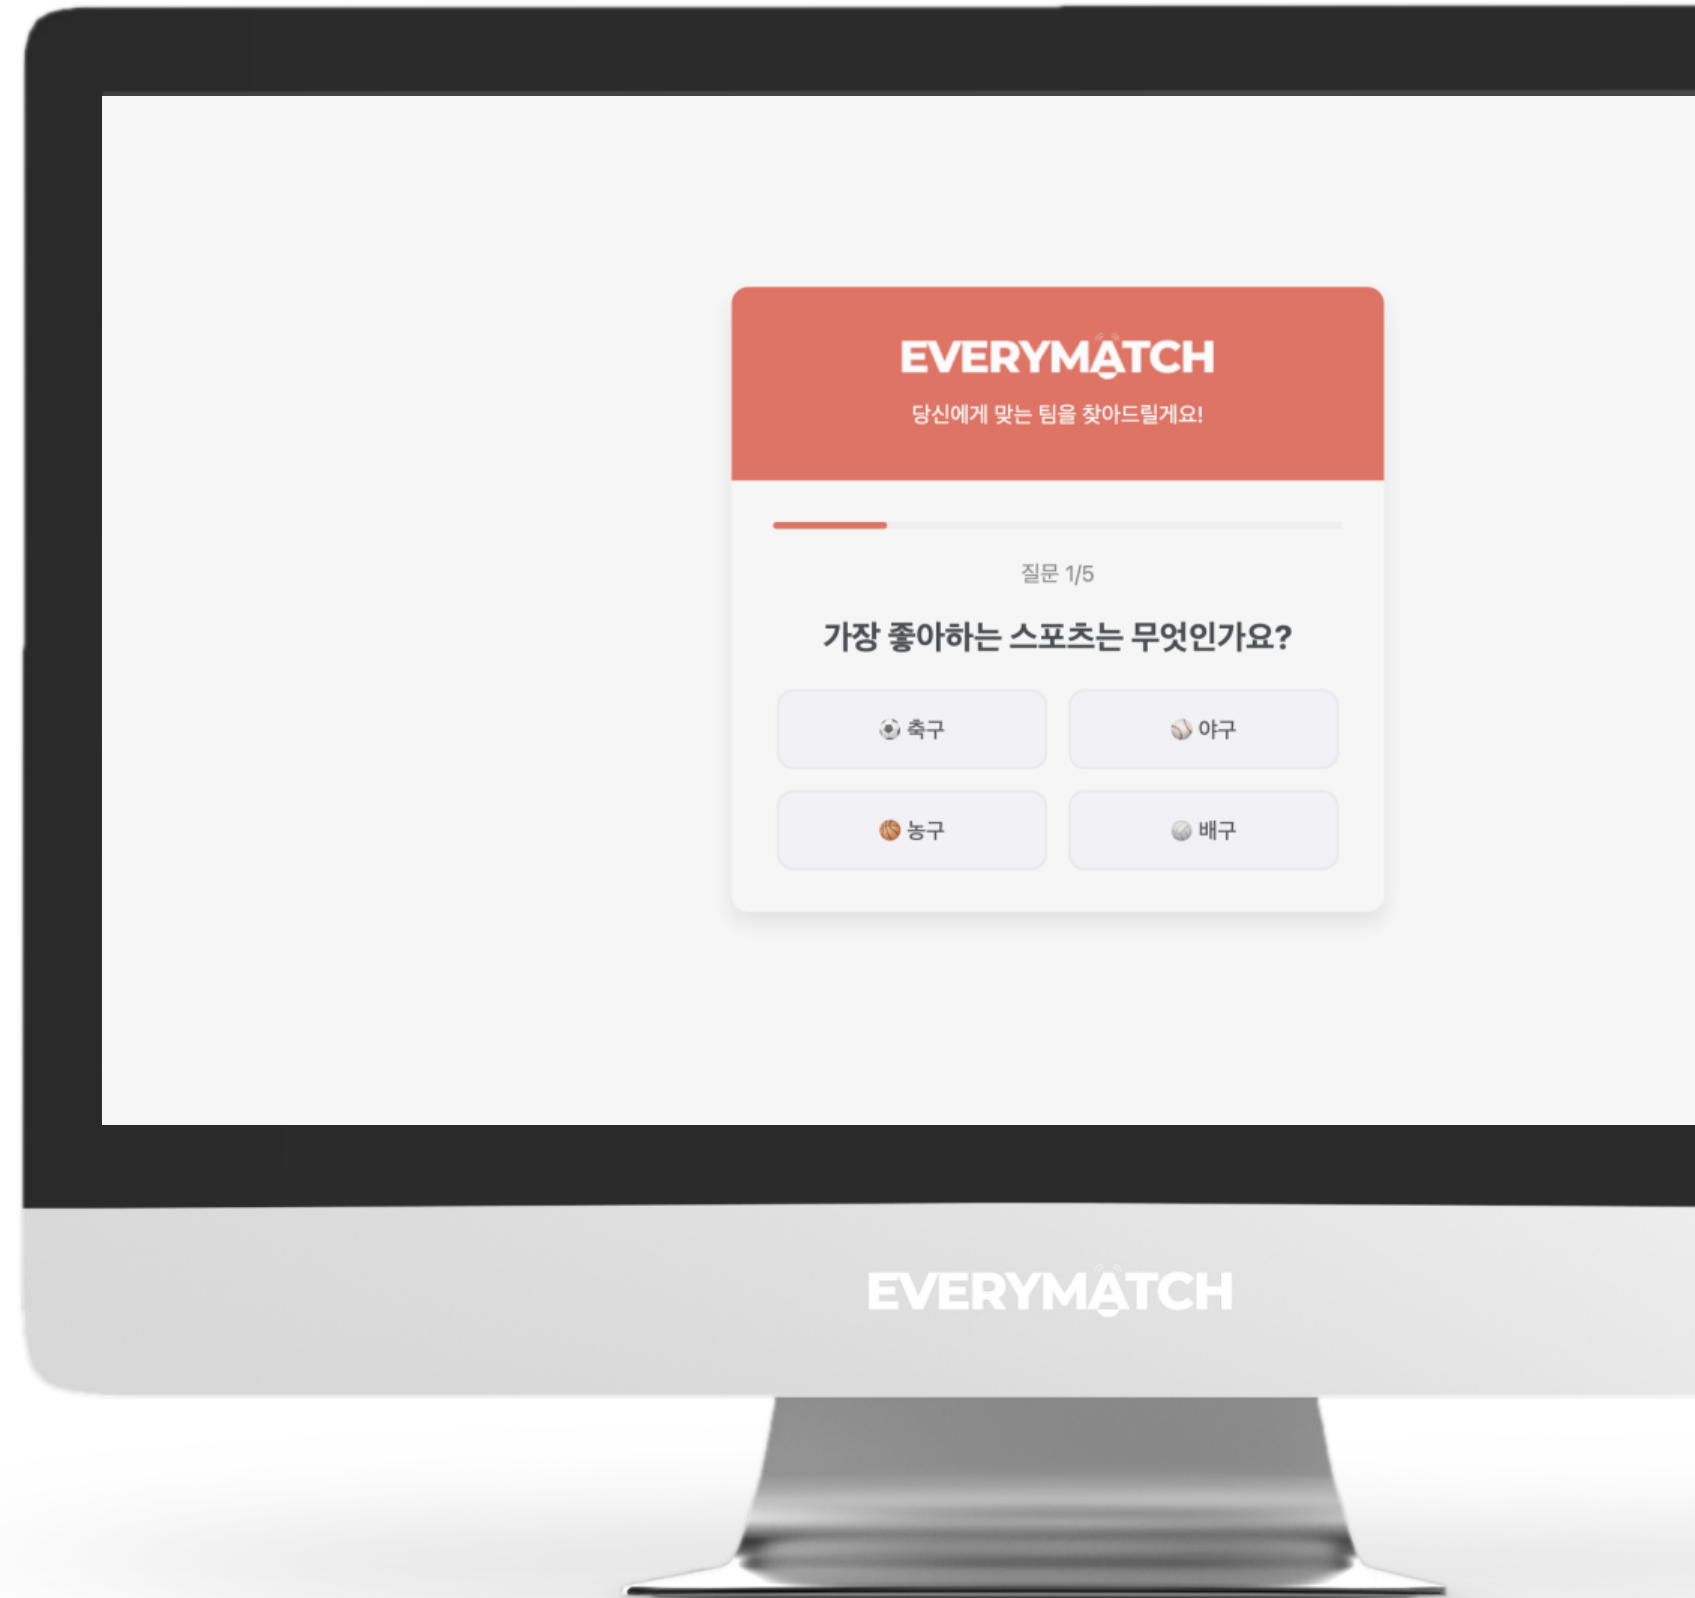 EVERYMATCH
당신에게 맞는 팀을 찾아드릴게요!
질문 1/5
가장 좋아하는 스포츠는 무엇인가요?
⚽ 축구
⚾ 야구
🏀 농구
🏐 배구
EVERYMATCH